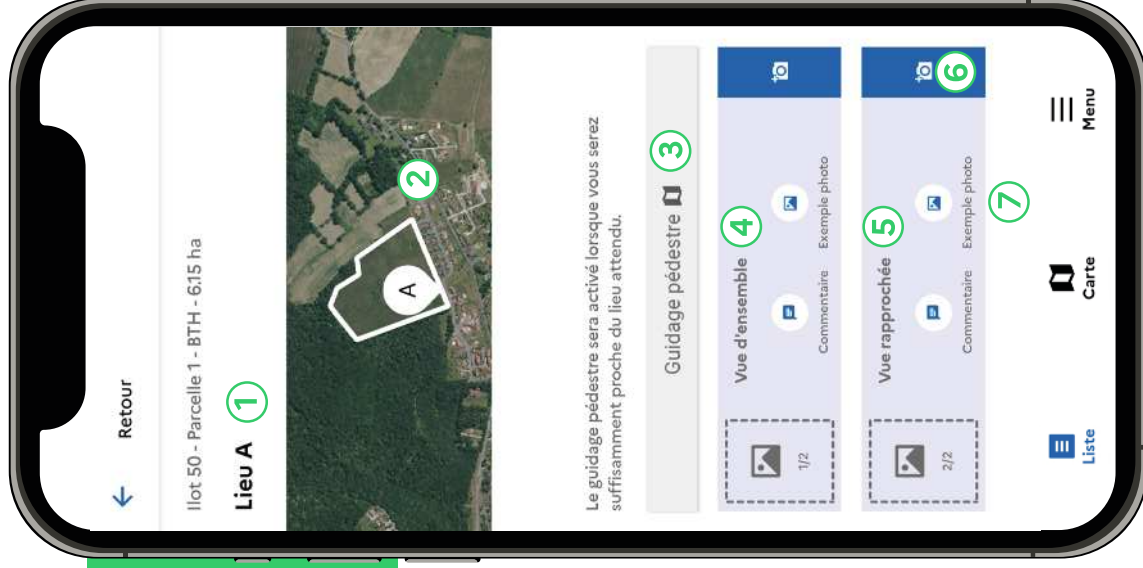 Retour
Ilot 50 - Parcelle 1 - BTH - 6.15 ha
Lieu A 1
A
2
Le guidage pédestre sera activé lorsque vous serez
suffisamment proche du lieu attendu.
Guidage pédestre 3
Vue d'ensemble 4
1/2
Commentaire
Exemple photo
Vue rapprochée 5
6
2/2
Commentaire
Exemple photo
7
Liste
Carte
Menu